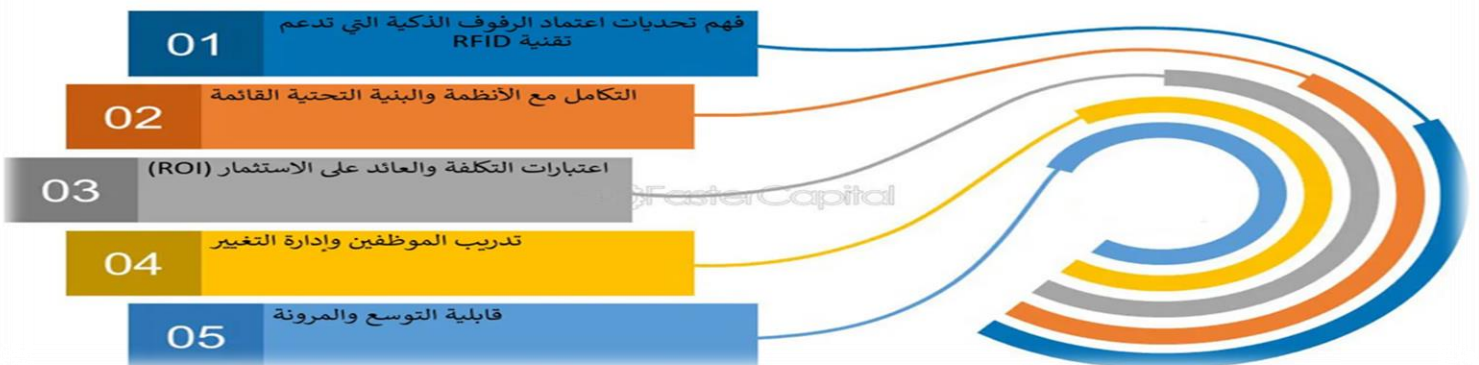 01
فهم تحديات اعتماد الرفوف الذكية التي تدعم
تقنية RFID
02
التكامل مع الأنظمة والبنية التحتية القائمة
03
اعتبارات التكلفة والعائد على الاستثمار (ROI)
04
تدريب الموظفين وإدارة التغيير
05
قابلية التوسع والمرونة
FasterCapital